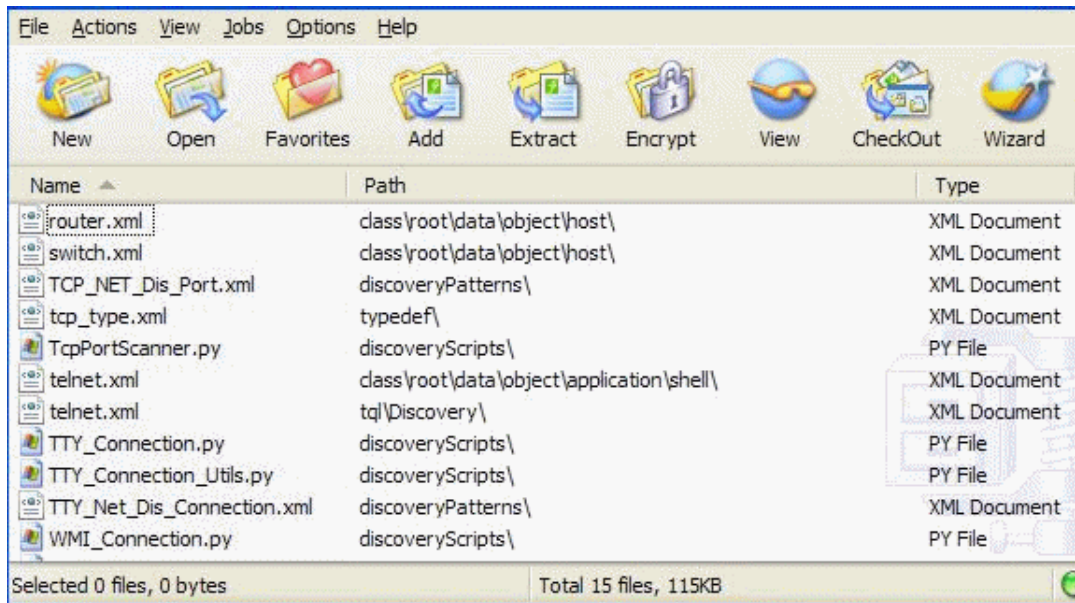 File Actions View Jobs Options Help
New Open Favorites Add Extract Encrypt View CheckOut Wizard
Name Path Type
router.xml class\root\data\object\host\ XML Document
switch.xml class\root\data\object\host\ XML Document
TCP_NET_Dis_Port.xml discoveryPatterns\ XML Document
tcp_type.xml typedef\ XML Document
TcpPortScanner.py discoveryScripts\ PY File
telnet.xml class\root\data\object\application\shell\ XML Document
telnet.xml tql\Discovery\ XML Document
TTY_Connection.py discoveryScripts\ PY File
TTY_Connection_Utils.py discoveryScripts\ PY File
TTY_Net_Dis_Connection.xml discoveryPatterns\ XML Document
WMI_Connection.py discoveryScripts\ PY File
Selected 0 files, 0 bytes Total 15 files, 115KB